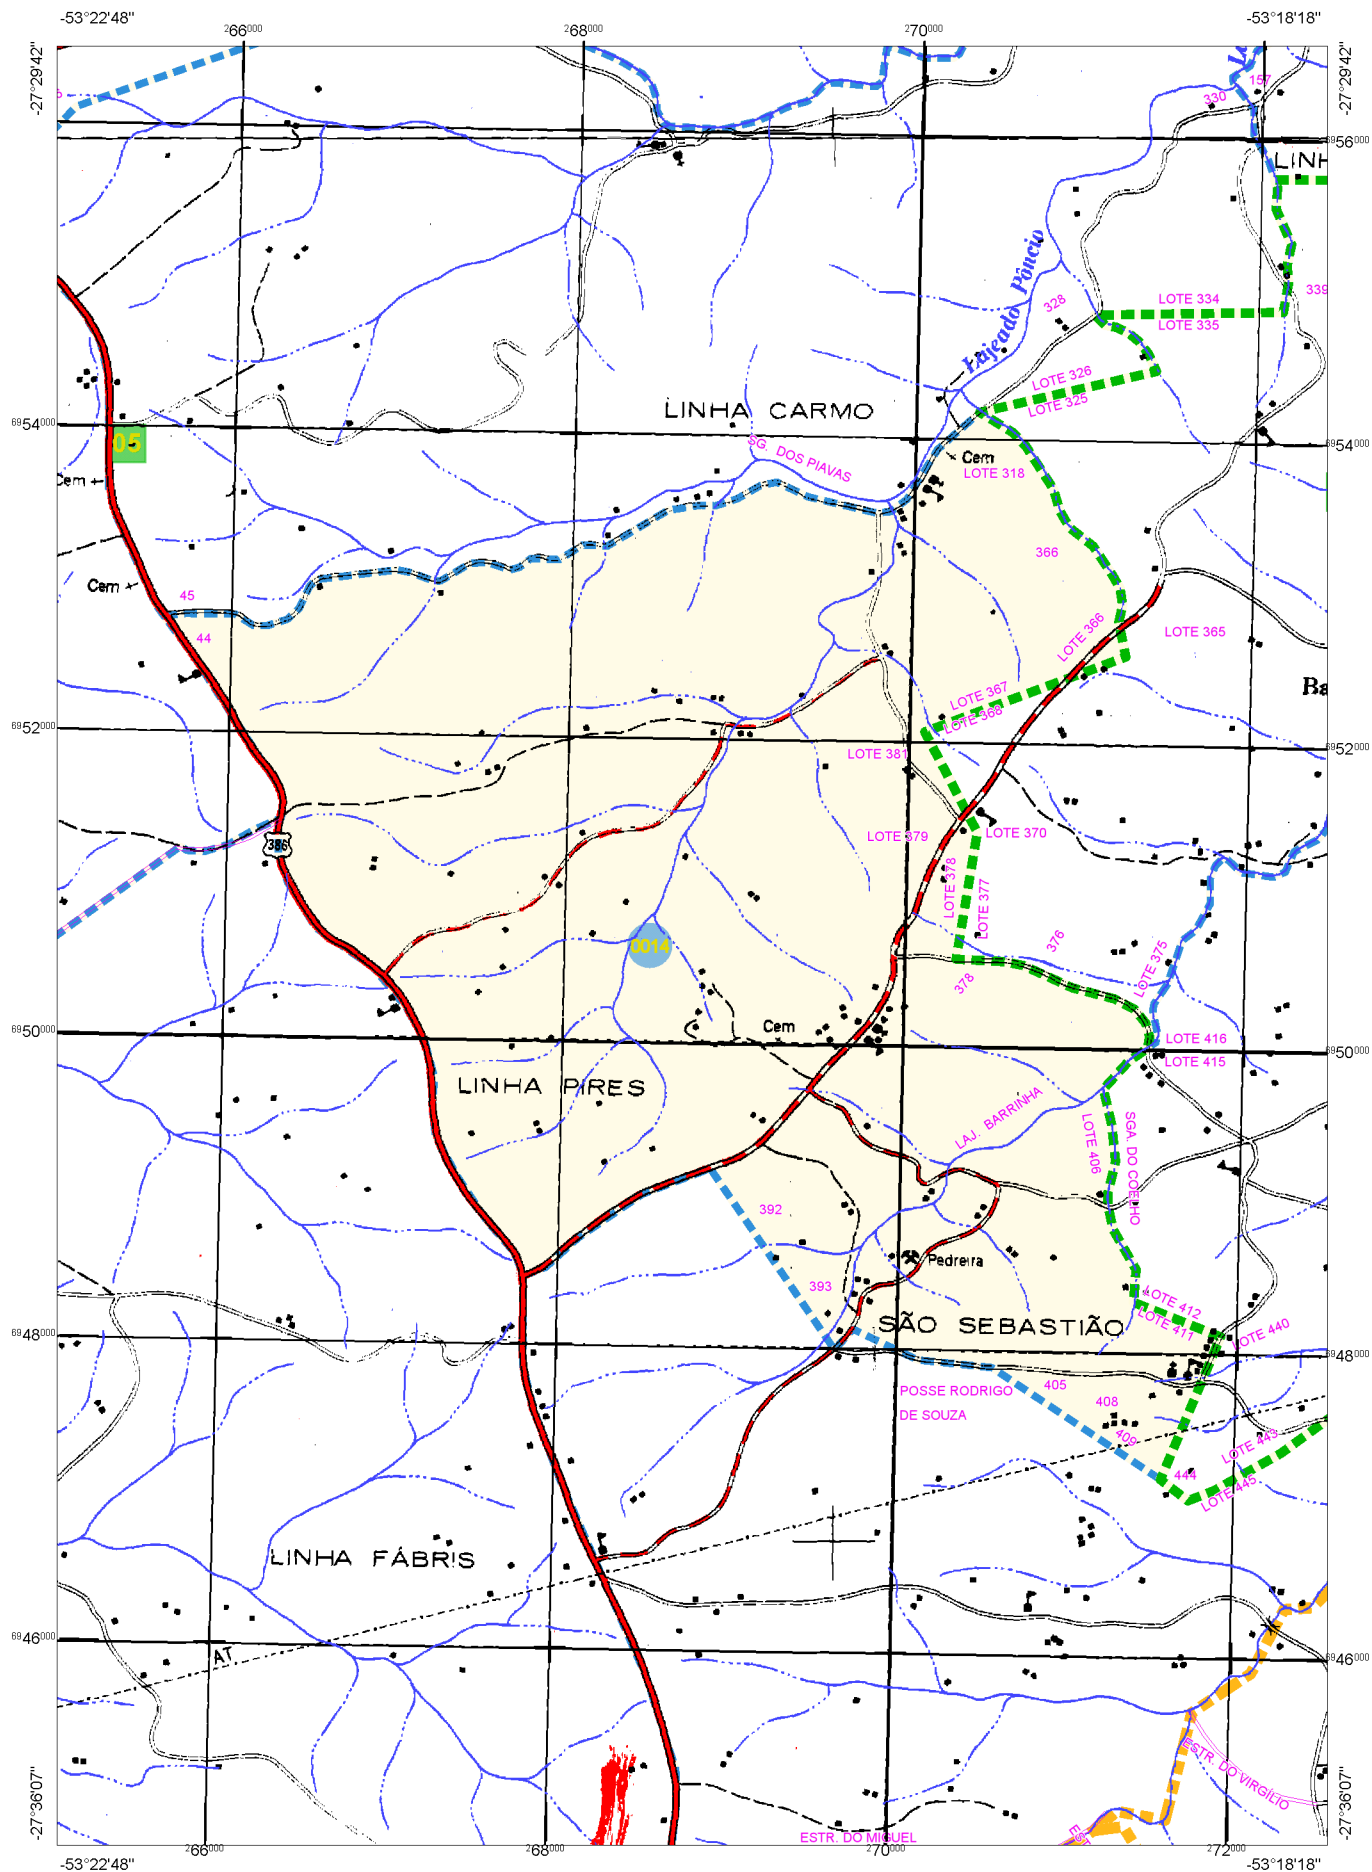 -53°22'48"
-53°18'18"
266000
268000
270000
-27°29'42"
-27°29'42"
157
330
6956000
LINH
Lajeado Pôncio
339
328
LOTE 334
LOTE 335
LOTE 326
LOTE 325
LINHA CARMO
6954000
6954000
05
SG. DOS PIAVAS
Cem
LOTE 318
Cem
366
Cem
45
44
LOTE 366
LOTE 365
Ba
LOTE 367
LOTE 368
6952000
6952000
LOTE 381
LOTE 379
LOTE 370
386
LOTE 378
LOTE 377
0014
376
LOTE 375
378
6950000
Cem
LOTE 416
6950000
LOTE 415
LINHA PIRES
LAJ. BARRINHA
LOTE 406
SGA. DO COELHO
392
Pedreira
393
LOTE 412
LOTE 411
SÃO SEBASTIÃO
LOTE 440
6948000
6948000
405
POSSE RODRIGO
DE SOUZA
408
409
LOTE 443
444
LOTE 445
LINHA FÁBRIS
6946000
AT
6946000
ESTR. DO VIRGÍLIO
-27°36'07"
-27°36'07"
ESTR. DO MIGUEL
EST
266000
268000
270000
272000
-53°22'48"
-53°18'18"